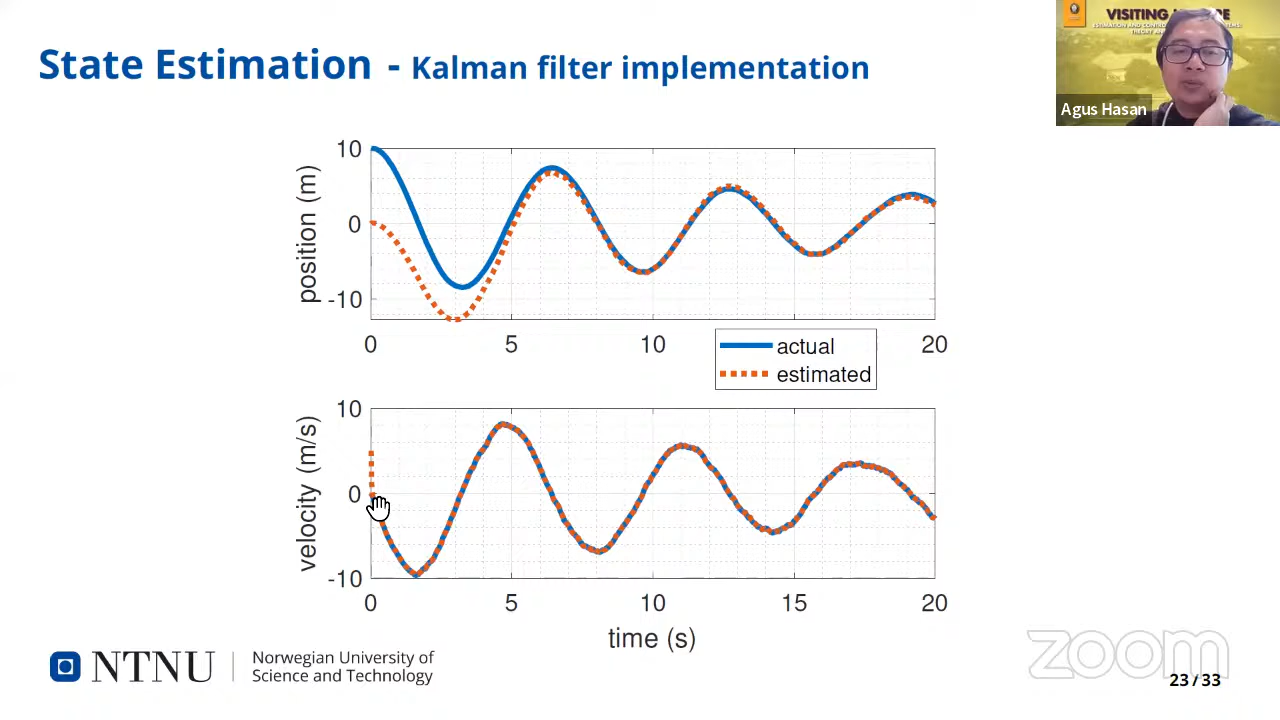 State Estimation - Kalman filter implementation
Agus Hasan
10
0
-10
position (m)
0
5
10
20
actual
estimated
10
0
-10
velocity (m/s)
0
5
10
15
20
time (s)
NTNU
Norwegian University of
Science and Technology
zoom
23 / 33